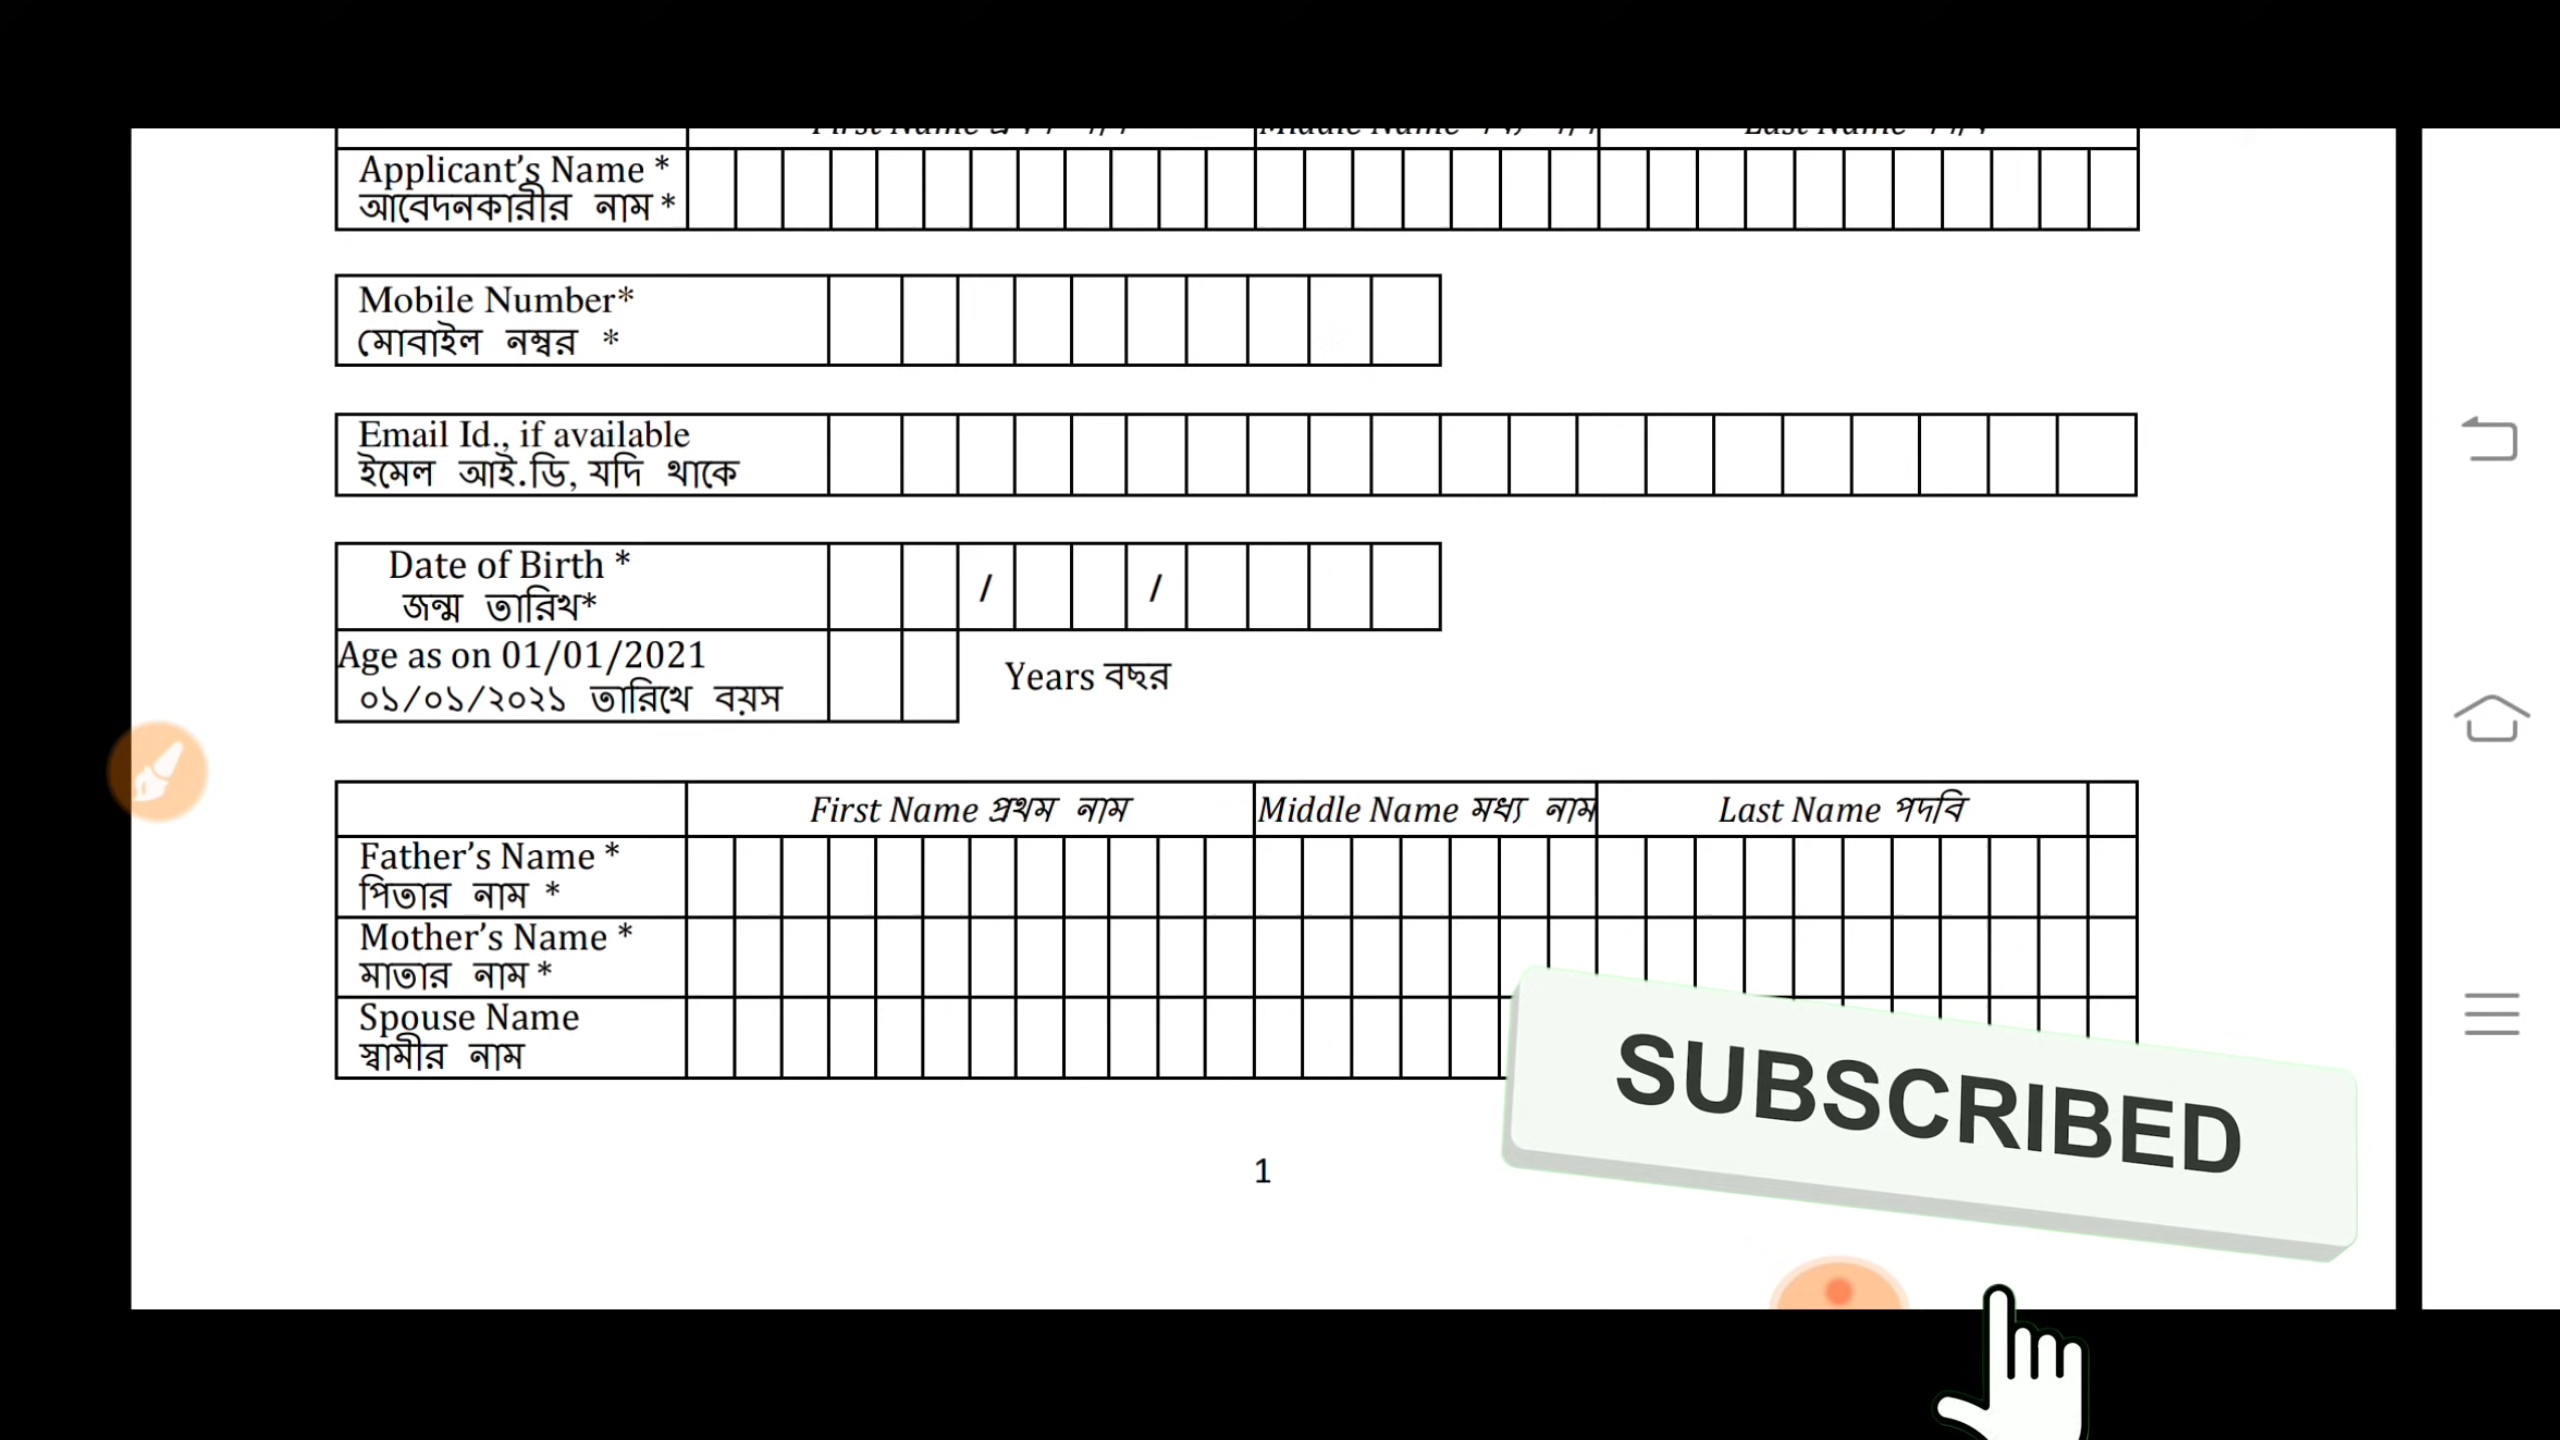 Applicant’s Name *
আবেদনকারীর নাম *
Mobile Number*
মোবাইল নম্বর *
Email Id., if available
ইমেল আই.ডি, যদি থাকে
Date of Birth *
জন্ম তারিখ*
/ /
Age as on 01/01/2021
০১/০১/২০২১ তারিখে বয়স
Years বছর
First Name প্রথম নাম Middle Name মধ্য নাম Last Name পদবি
Father’s Name *
পিতার নাম *
Mother’s Name *
মাতার নাম *
Spouse Name
স্বামীর নাম
SUBSCRIBED
1